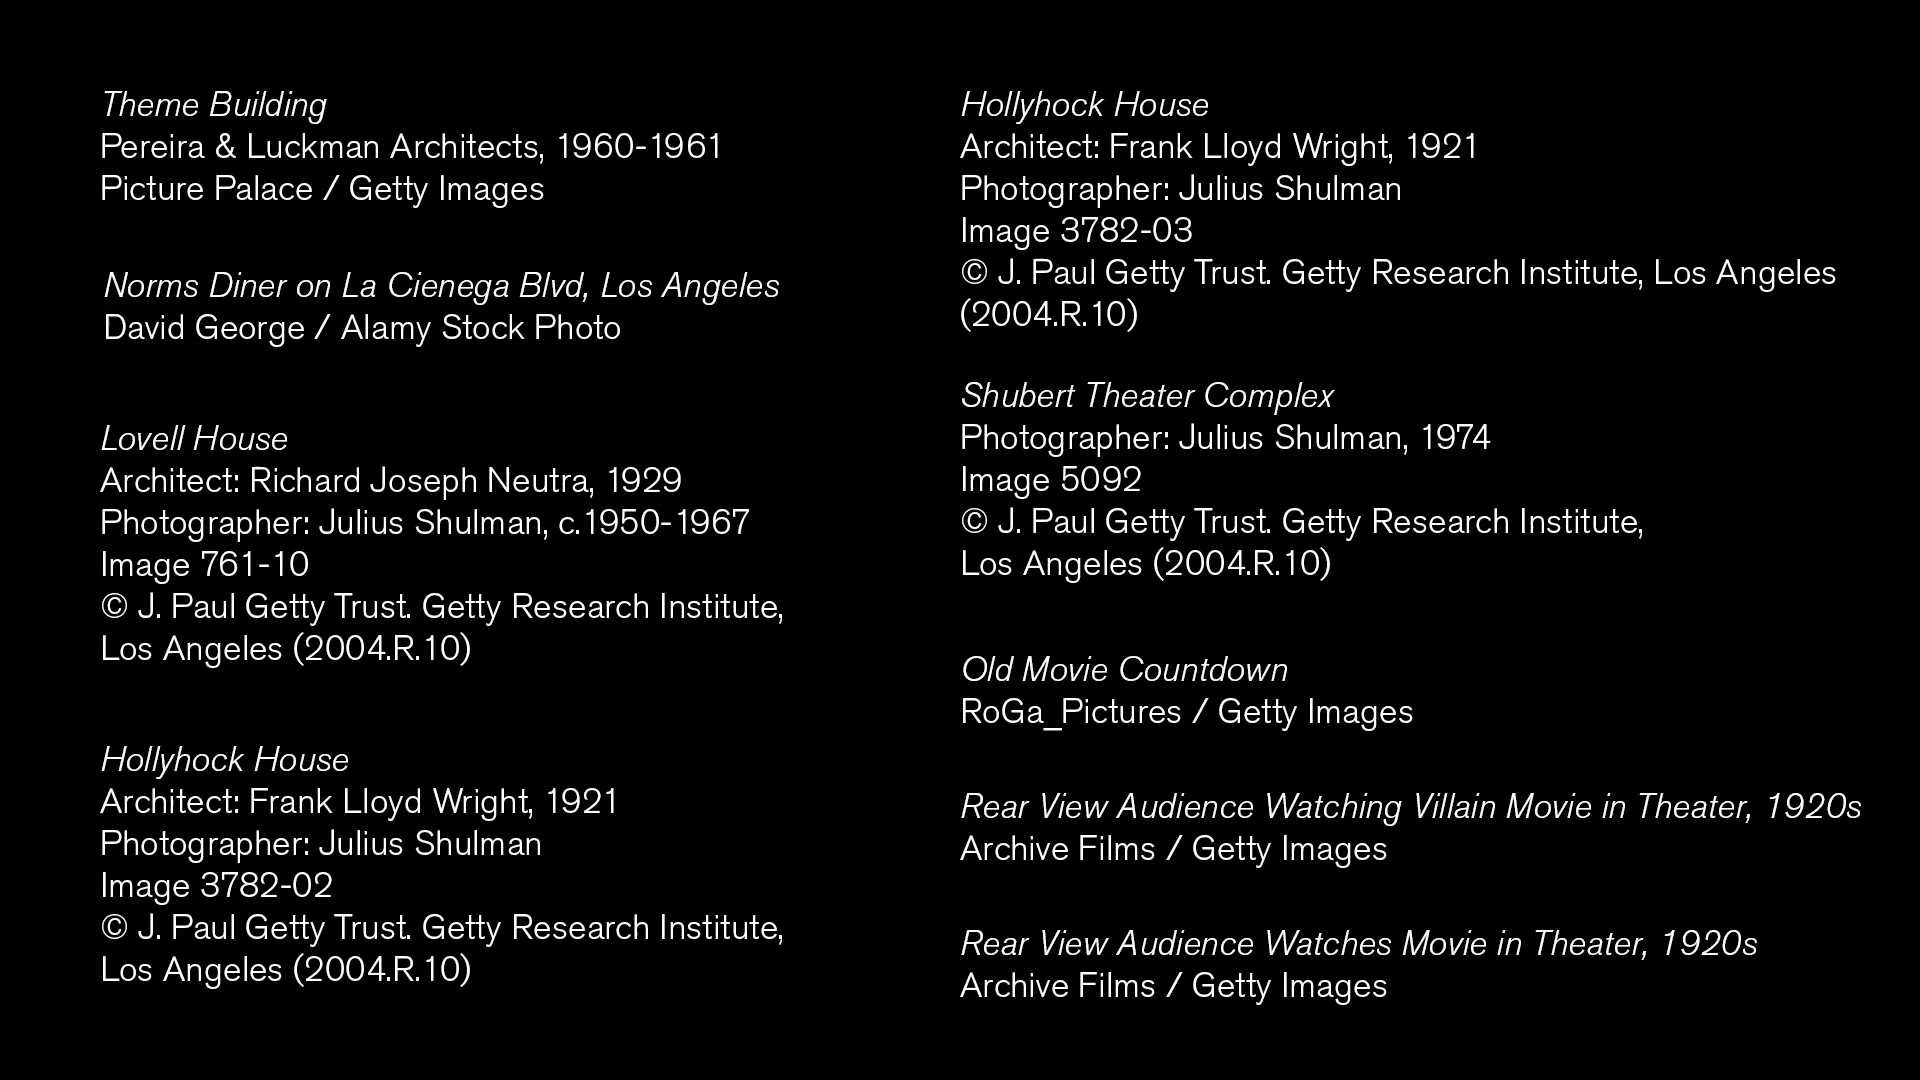 Theme Building
Pereira & Luckman Architects, 1960-1961
Picture Palace / Getty Images
Norms Diner on La Cienega Blvd, Los Angeles
David George / Alamy Stock Photo
Lovell House
Architect: Richard Joseph Neutra, 1929
Photographer: Julius Shulman, c.1950-1967
Image 761-10
© J. Paul Getty Trust. Getty Research Institute,
Los Angeles (2004.R.10)
Hollyhock House
Architect: Frank Lloyd Wright, 1921
Photographer: Julius Shulman
Image 3782-02
© J. Paul Getty Trust. Getty Research Institute,
Los Angeles (2004.R.10)
Hollyhock House
Architect: Frank Lloyd Wright, 1921
Photographer: Julius Shulman
Image 3782-03
© J. Paul Getty Trust. Getty Research Institute, Los Angeles
(2004.R.10)
Shubert Theater Complex
Photographer: Julius Shulman, 1974
Image 5092
© J. Paul Getty Trust. Getty Research Institute,
Los Angeles (2004.R.10)
Old Movie Countdown
RoGa_Pictures / Getty Images
Rear View Audience Watching Villain Movie in Theater, 1920s
Archive Films / Getty Images
Rear View Audience Watches Movie in Theater, 1920s
Archive Films / Getty Images